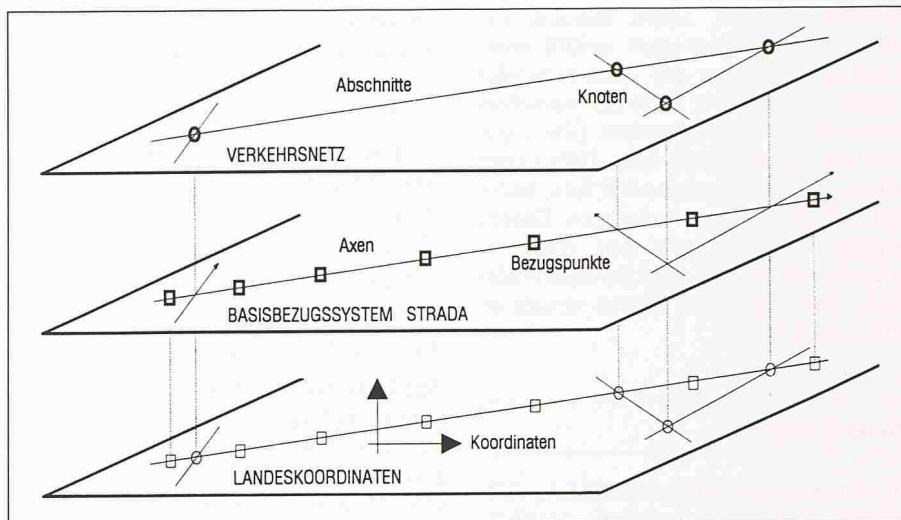 Abschnitte
Knoten
VERKEHRSNETZ
Axen
Bezugspunkte
BASISBEZUGSSYSTEM STRADA
Koordinaten
LANDESKOORDINATEN